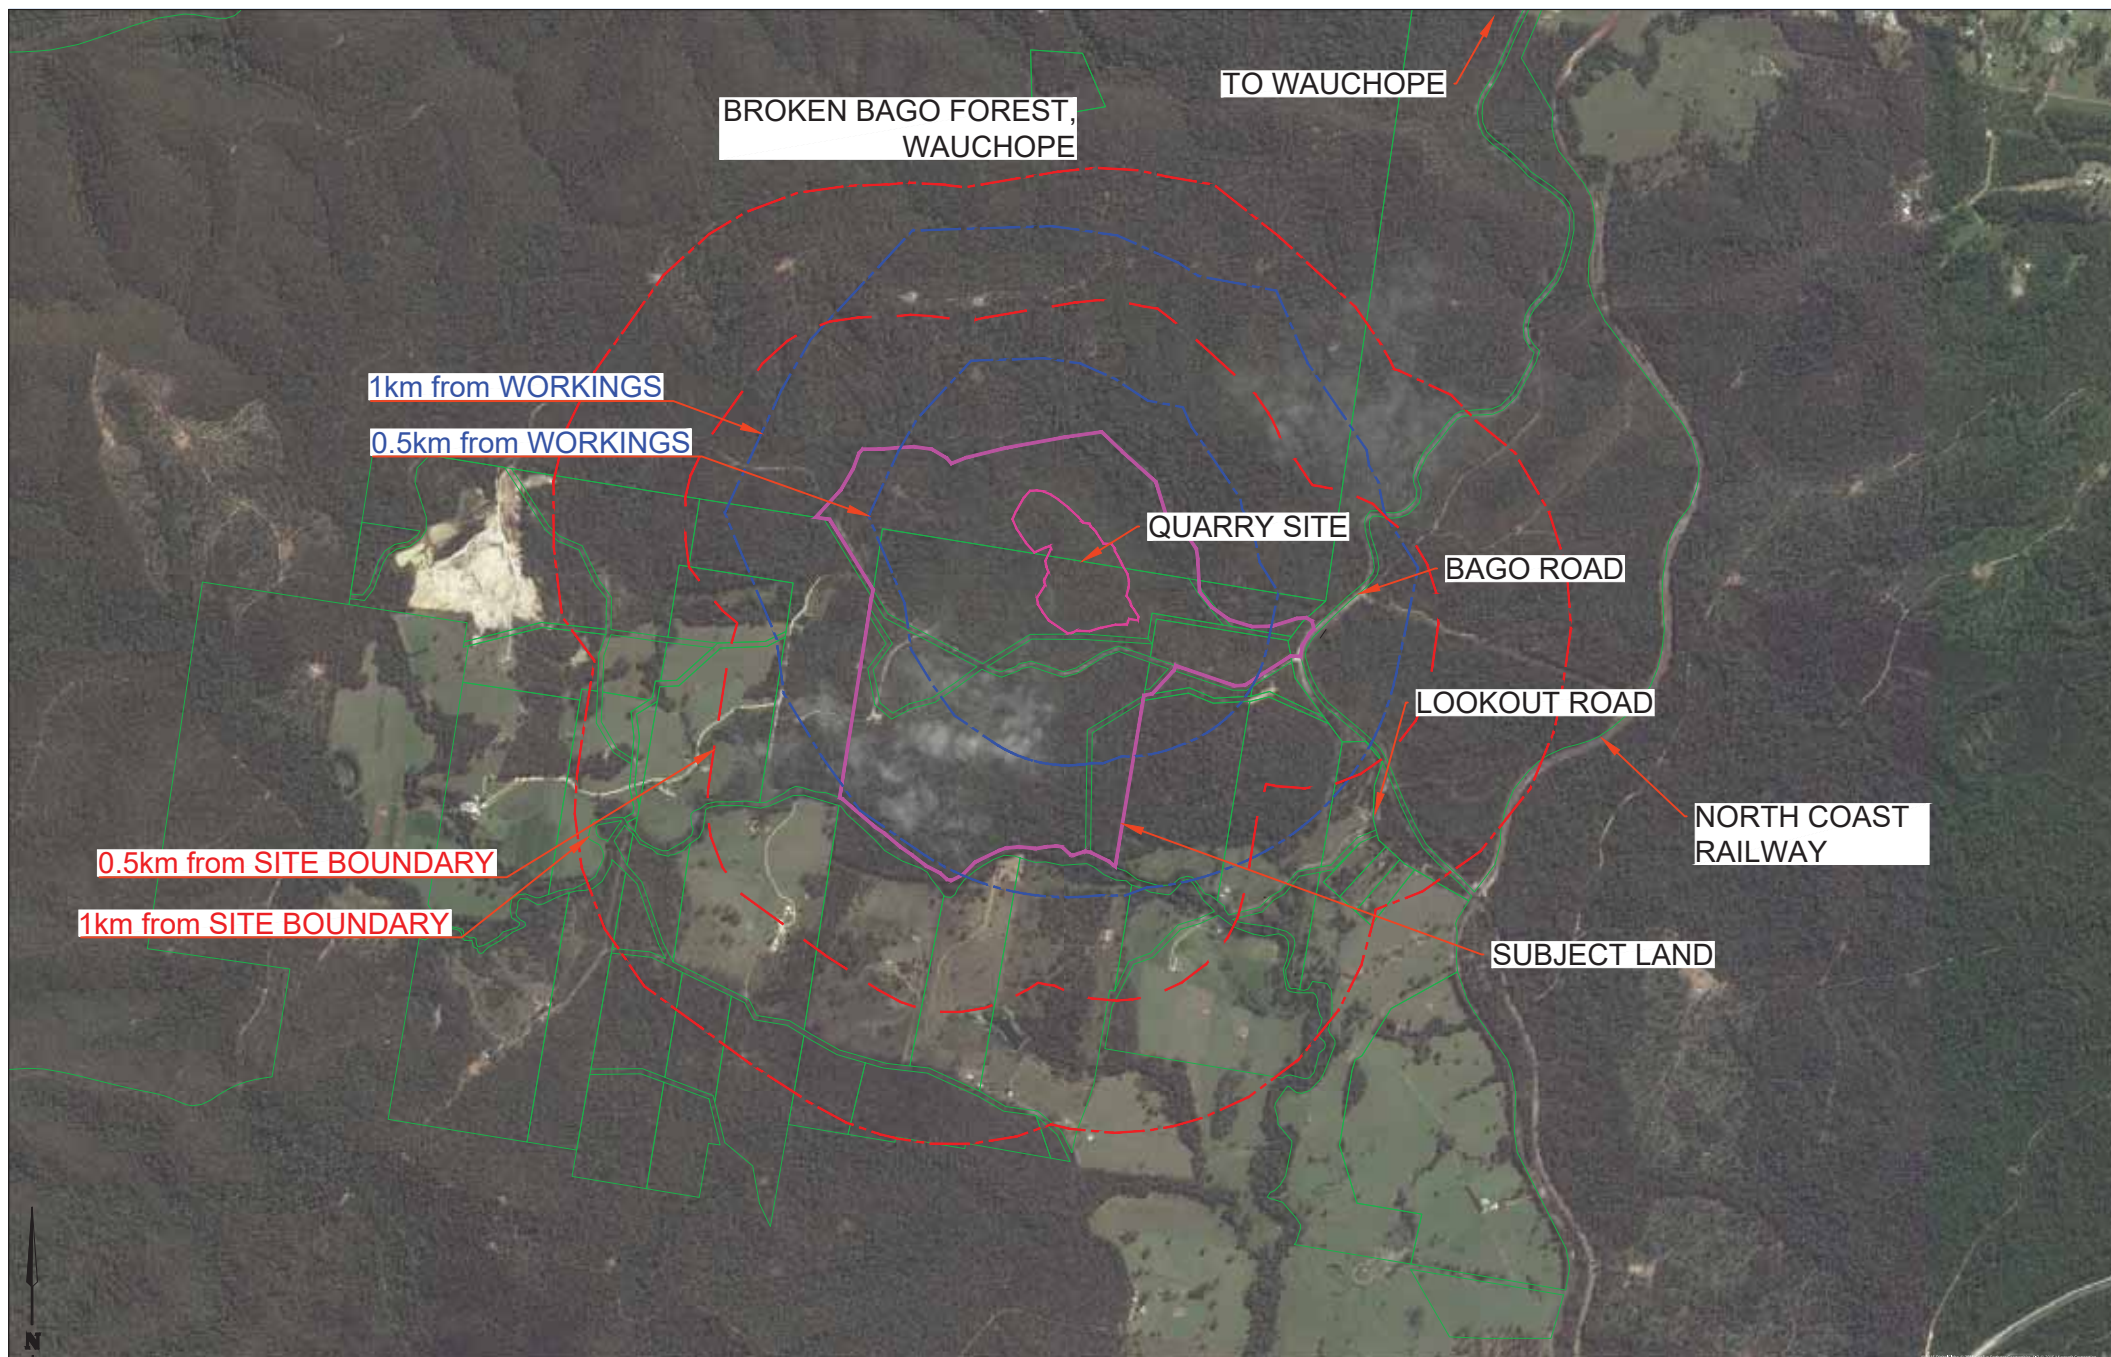 TO WAUCHOPE
BROKEN BAGO FOREST,
WAUCHOPE
1km from WORKINGS
0.5km from WORKINGS
QUARRY SITE
BAGO ROAD
LOOKOUT ROAD
NORTH COAST
RAILWAY
0.5km from SITE BOUNDARY
1km from SITE BOUNDARY
SUBJECT LAND
N